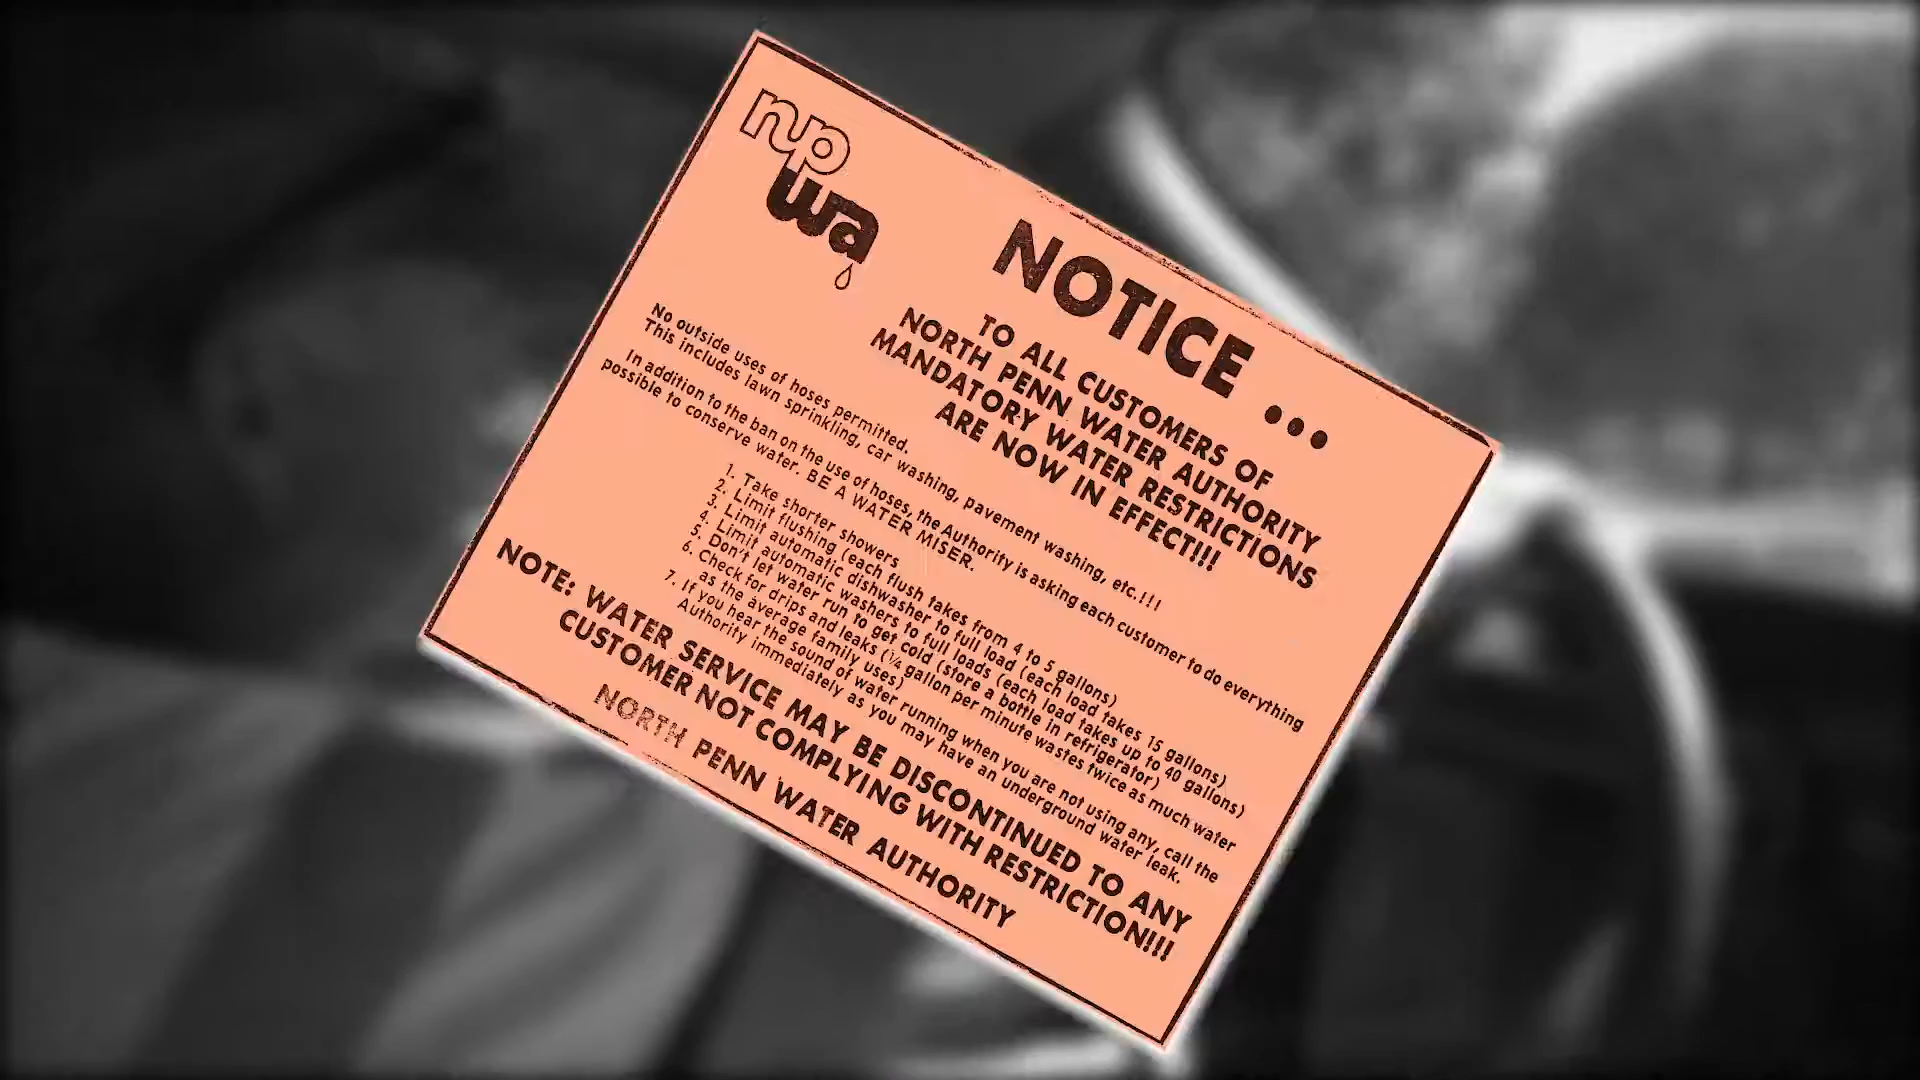 np
wa
NOTICE ...
TO ALL CUSTOMERS OF
NORTH PENN WATER AUTHORITY
MANDATORY WATER RESTRICTIONS
ARE NOW IN EFFECT!!!
No outside uses of hoses permitted.
This includes lawn sprinkling, car washing, pavement washing, etc.!!!
In addition to the ban on the use of hoses, the Authority is asking each customer to do everything
possible to conserve water. BE A WATER MISER.
1. Take shorter showers
2. Limit flushing (each flush takes from 4 to 5 gallons)
3. Limit automatic dishwasher to full load (each load takes 15 gallons)
4. Limit automatic washers to full loads (each load takes up to 40 gallons)
5. Don't let water run to get cold (store a bottle in refrigerator)
6. Check for drips and leaks (¼ gallon per minute wastes twice as much water
as the average family uses)
7. If you hear the sound of water running when you are not using any, call the
Authority immediately as you may have an underground water leak.
NOTE: WATER SERVICE MAY BE DISCONTINUED TO ANY
CUSTOMER NOT COMPLYING WITH RESTRICTION!!!
NORTH PENN WATER AUTHORITY